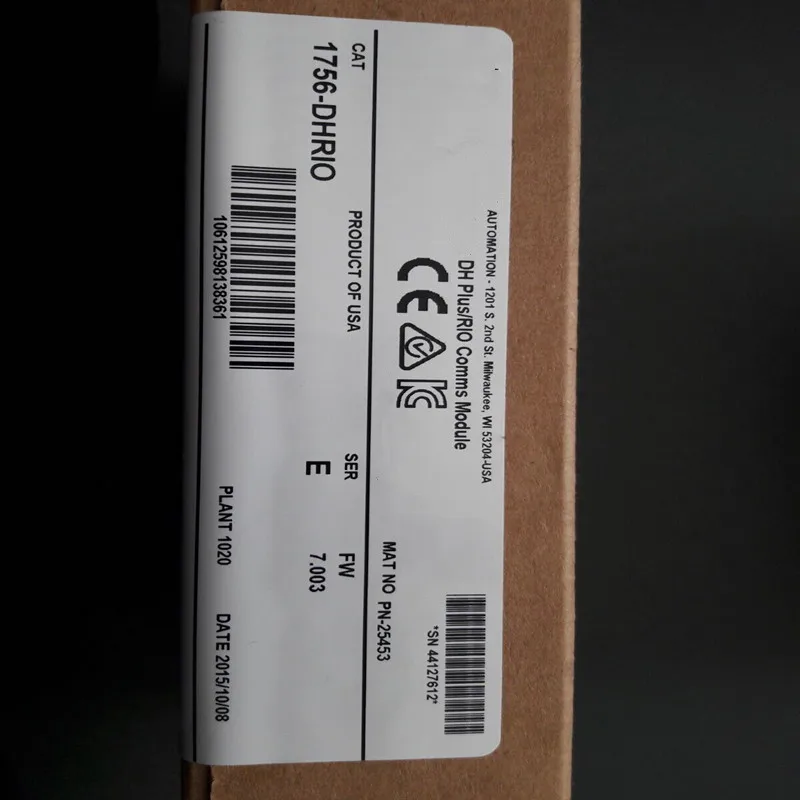 AUTOMATION - 1201 S. 2nd St. Milwaukee, WI 53204-USA
DH Plus/RIO Comms Module
*SN 44127612*
MAT NO PN-25453
CAT
1756-DHRIO
PRODUCT OF USA
SER
E
FW
7.003
10612598138361
PLANT 1020
DATE 2015/10/08